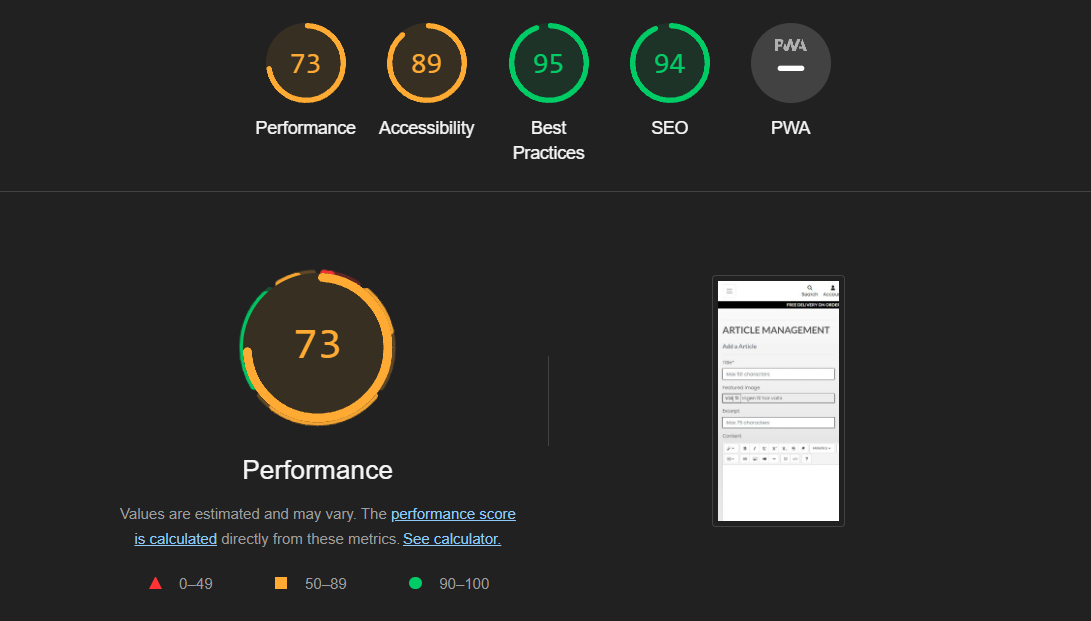 73
89
95
94
PWA
Performance
Accessibility
Best
Practices
SEO
PWA
73
Performance
Values are estimated and may vary. The performance score
is calculated directly from these metrics. See calculator.
0–49
50–89
90–100
Search
FREE DELIVERY ON ORDER
ARTICLE MANAGEMENT
Add a Article
Title*
Max 60 characters
Featured Image
Välj fil Ingen fil har valts
Excerpt
Max 75 characters
Content